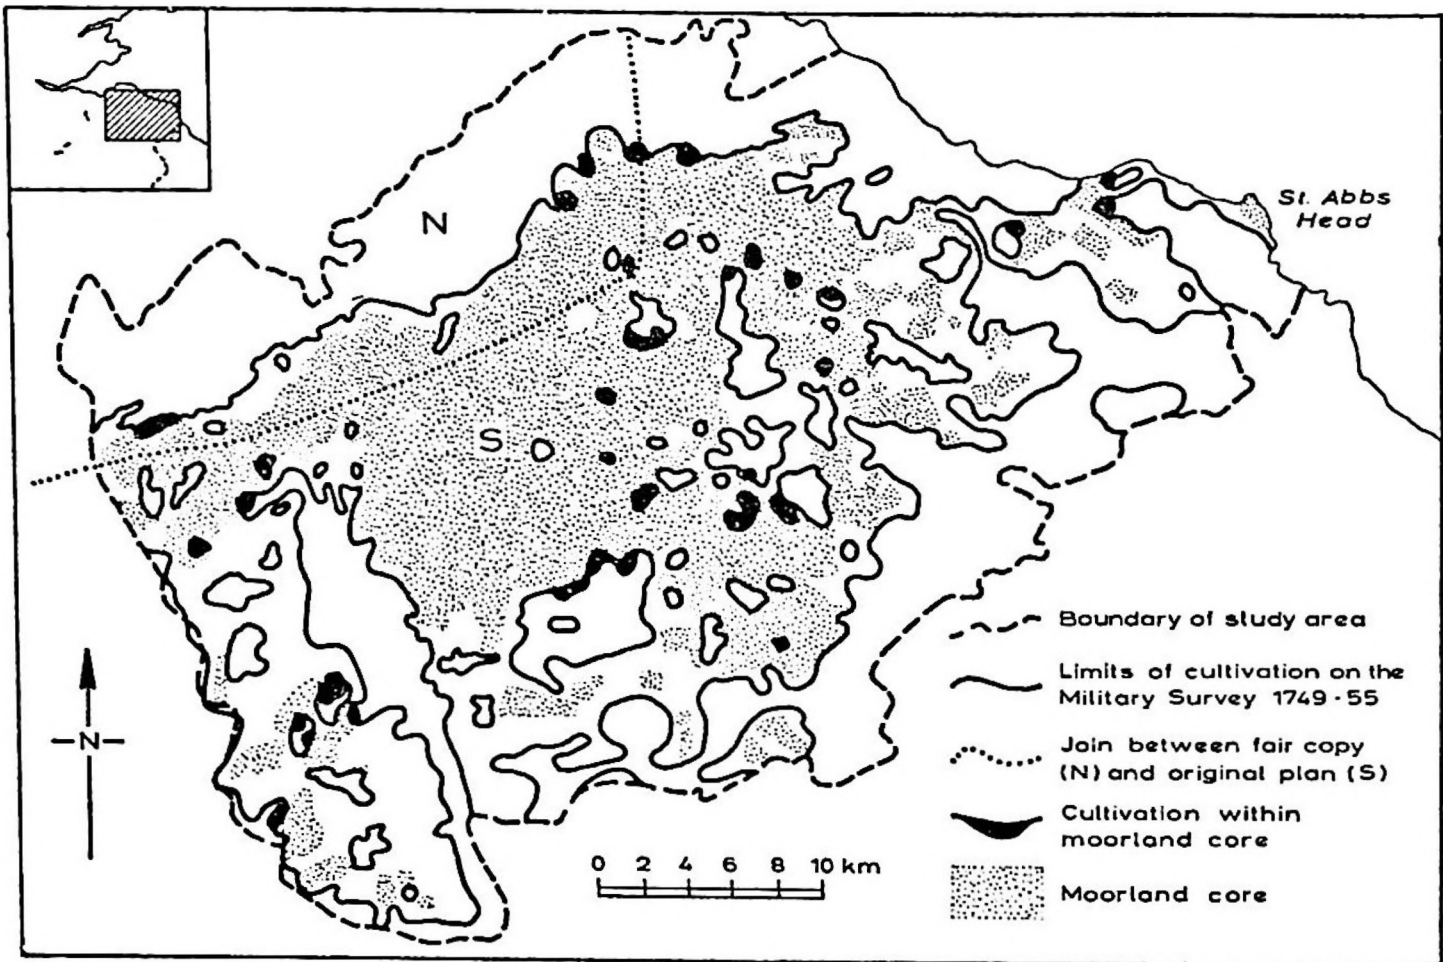 St. Abbs
Head
N
S
Boundary of study area
Limits of cultivation on the
Military Survey 1749-55
Join between fair copy
(N) and original plan (S)
Cultivation within
moorland core
Moorland core
—N—
0 2 4 6 8 10 km